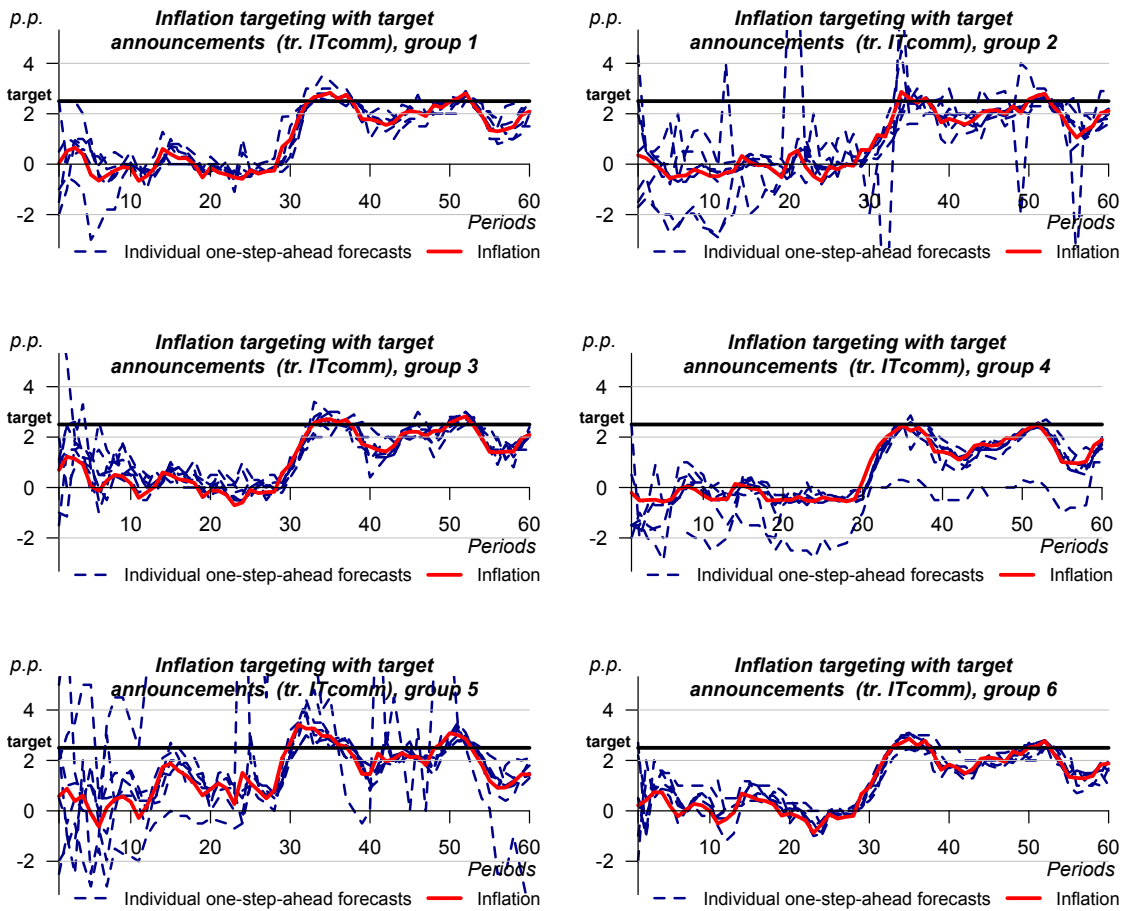 p.p.
Inflation targeting with target
announcements (tr. ITcomm), group 1
4
target
2
0
-2
10 20 30 40 50 60
Periods
Individual one-step-ahead forecasts Inflation
p.p.
Inflation targeting with target
announcements (tr. ITcomm), group 2
4
target
2
0
-2
10 20 30 40 50 60
Periods
Individual one-step-ahead forecasts Inflation
p.p.
Inflation targeting with target
announcements (tr. ITcomm), group 3
4
target
2
0
-2
10 20 30 40 50 60
Periods
Individual one-step-ahead forecasts Inflation
p.p.
Inflation targeting with target
announcements (tr. ITcomm), group 4
4
target
2
0
-2
10 20 30 40 50 60
Periods
Individual one-step-ahead forecasts Inflation
p.p.
Inflation targeting with target
announcements (tr. ITcomm), group 5
4
target
2
0
-2
10 20 30 40 50 60
Periods
Individual one-step-ahead forecasts Inflation
p.p.
Inflation targeting with target
announcements (tr. ITcomm), group 6
4
target
2
0
-2
10 20 30 40 50 60
Periods
Individual one-step-ahead forecasts Inflation